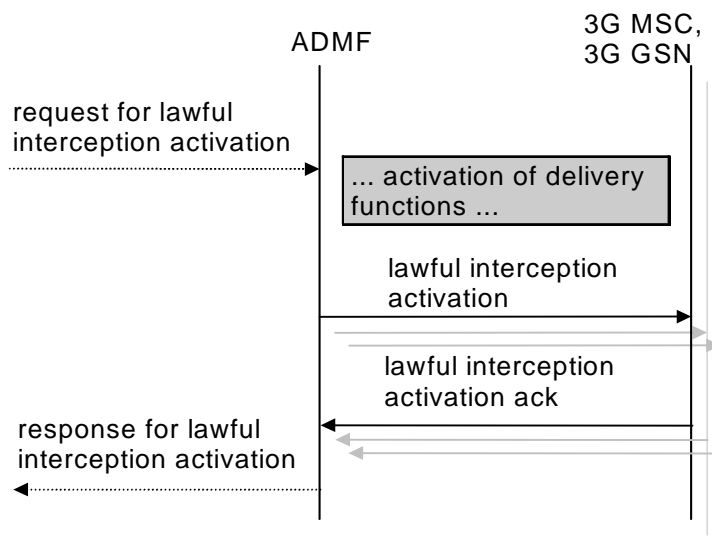 ADMF
3G MSC,
3G GSN
request for lawful
interception activation
... activation of delivery
functions ...
lawful interception
activation
lawful interception
activation ack
response for lawful
interception activation